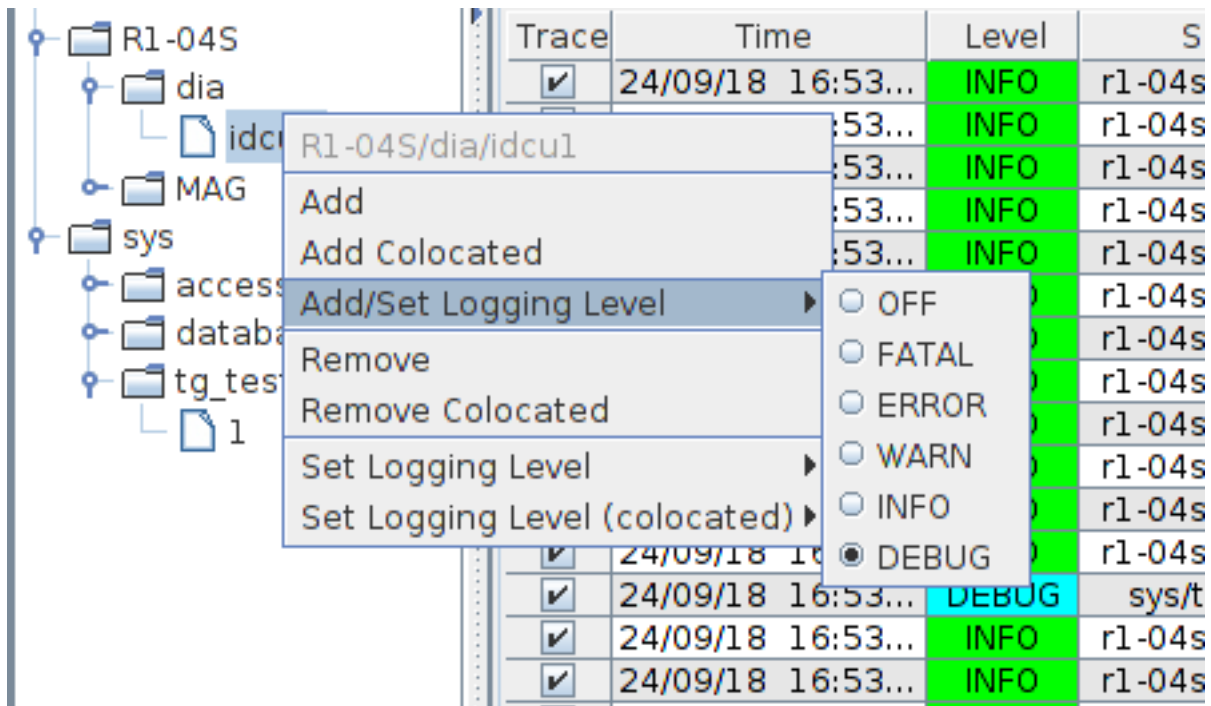 R1-04S
dia
MAG
sys
tg_test
1
R1-04S/dia/idcu1
Add
Add Colocated
Add/Set Logging Level
Remove
Remove Colocated
Set Logging Level
Set Logging Level (colocated)
OFF
FATAL
ERROR
WARN
INFO
DEBUG
Trace Time Level S
24/09/18 16:53... INFO r1-04s
:53... INFO r1-04s
:53... INFO r1-04s
:53... INFO r1-04s
:53... INFO r1-04s
r1-04s
r1-04s
r1-04s
r1-04s
r1-04s
r1-04s
24/09/18 r1-04s
24/09/18 16:53... DEBUG sys/t
24/09/18 16:53... INFO r1-04s
24/09/18 16:53... INFO r1-04s